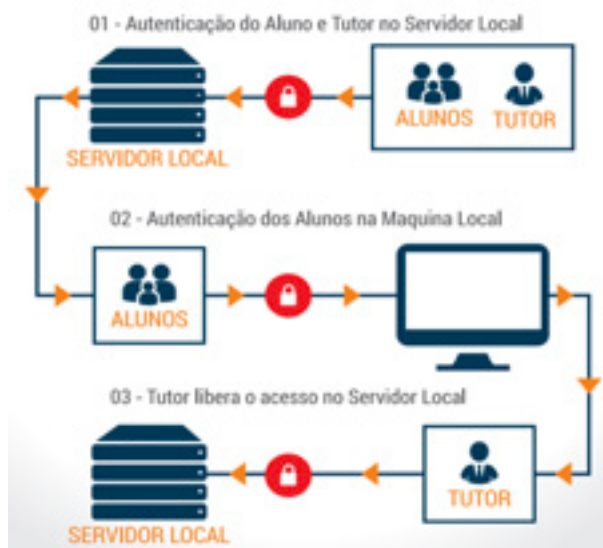 01 - Autenticação do Aluno e Tutor no Servidor Local
ALUNOS TUTOR
SERVIDOR LOCAL
02 - Autenticação dos Alunos na Maquina Local
ALUNOS
03 - Tutor libera o acesso no Servidor Local
TUTOR
SERVIDOR LOCAL